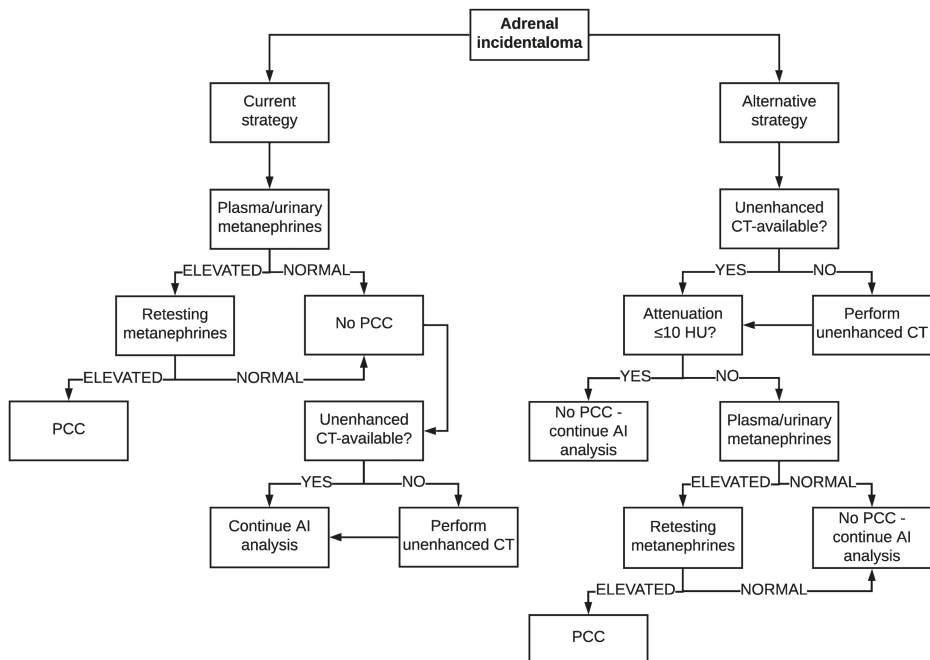 Adrenal
incidentaloma
Current
strategy
Alternative
strategy
Plasma/urinary
metanephrines
Unenhanced
CT-available?
ELEVATED
NORMAL
YES
NO
Retesting
metanephrines
No PCC
Attenuation
≤10 HU?
Perform
unenhanced CT
ELEVATED
NORMAL
YES
NO
PCC
Unenhanced
CT-available?
No PCC -
continue AI
analysis
Plasma/urinary
metanephrines
YES
NO
ELEVATED
NORMAL
Continue AI
analysis
Perform
unenhanced CT
Retesting
metanephrines
No PCC -
continue AI
analysis
ELEVATED
NORMAL
PCC